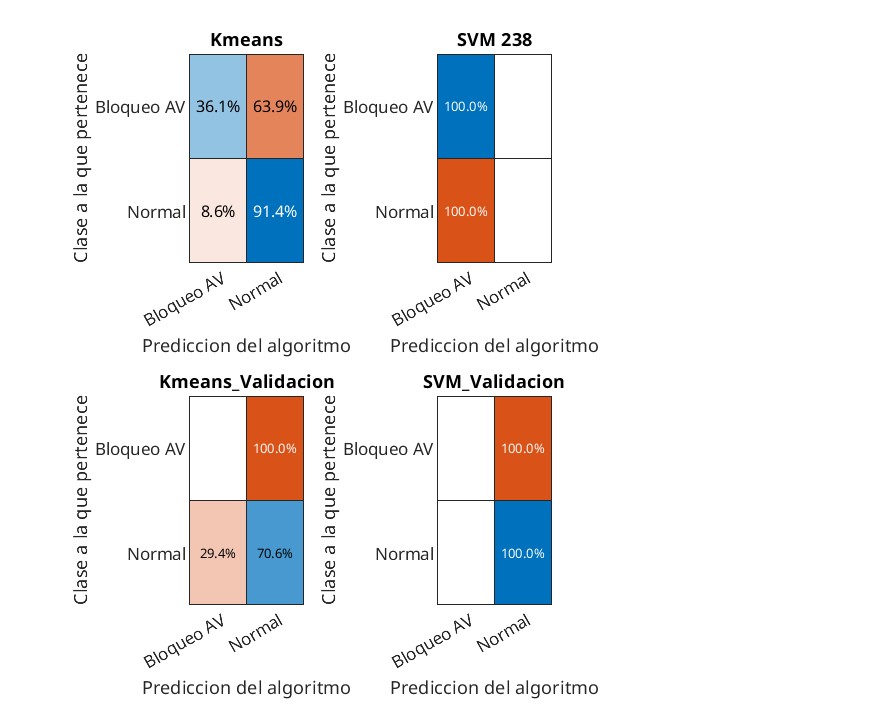 Kmeans
Clase a la que pertenece
Bloqueo AV
36.1% 63.9%
Normal
8.6% 91.4%
Bloqueo AV
Normal
Prediccion del algoritmo
SVM 238
Clase a la que pertenece
Bloqueo AV
100.0%
Normal
100.0%
Bloqueo AV
Normal
Prediccion del algoritmo
Kmeans_Validacion
Clase a la que pertenece
Bloqueo AV
100.0%
Normal
29.4% 70.6%
Bloqueo AV
Normal
Prediccion del algoritmo
SVM_Validacion
Clase a la que pertenece
Bloqueo AV
100.0%
Normal
100.0%
Bloqueo AV
Normal
Prediccion del algoritmo